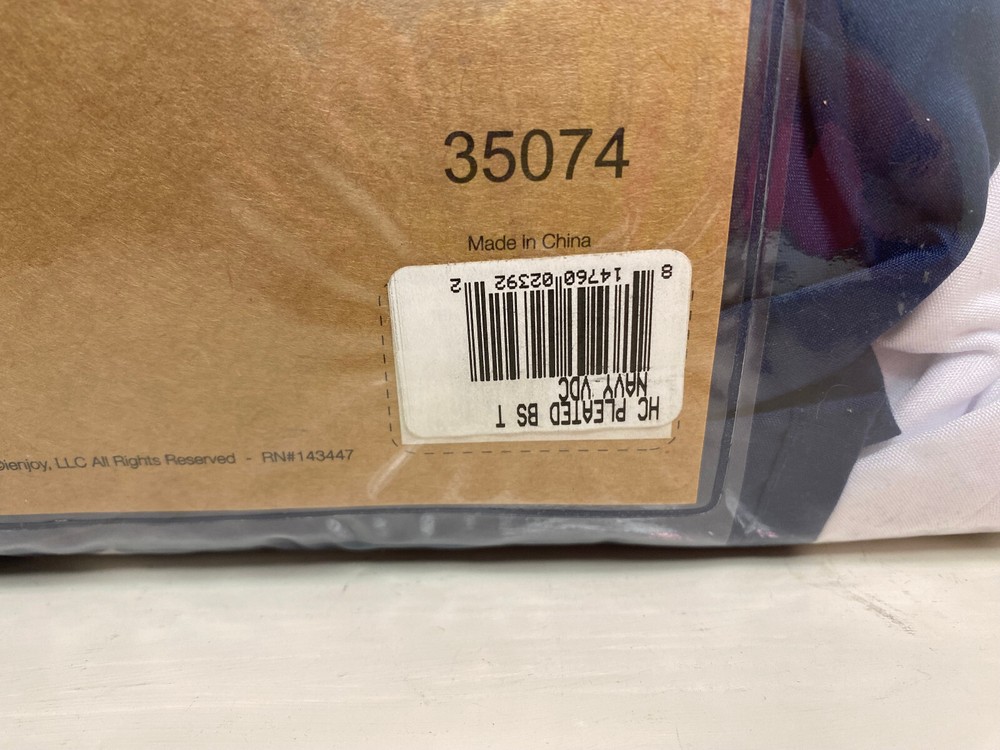 35074
Made in China
HC PLEATED BS T
NAVY VDC
8 14760 02392 2
©ienjoy, LLC All Rights Reserved - RN#143447